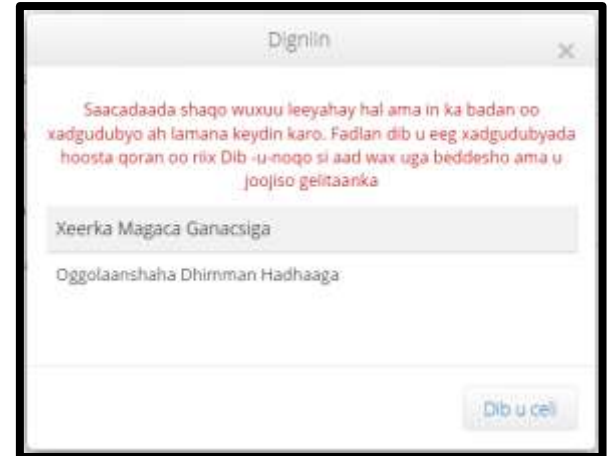 Digniin
Saacadaada shaqo wuxuu leeyahay hal ama in ka badan oo
xadgudubyo ah lamana keydin karo. Fadlan dib u eeg xadgudubyada
hoosta qoran oo riix Dib -u-noqo si aad wax uga beddesho ama u
joojiso gelitaanka
Xeerka Magaca Ganacsiga
Oggolaanshaha Dhimman Hadhaaga
Dib u celi